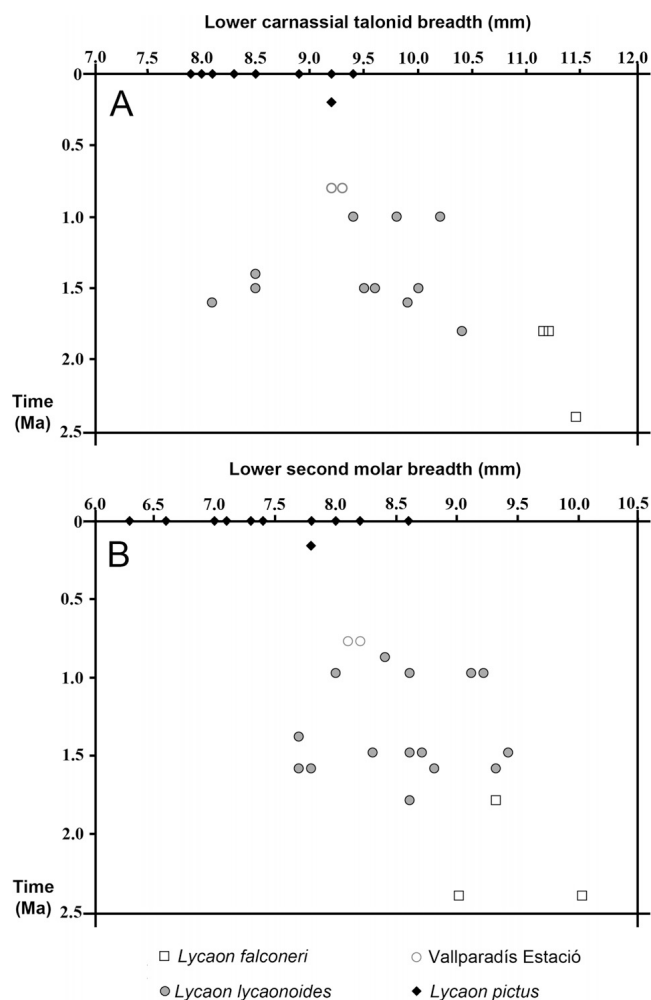 Lower carnassial talonid breadth (mm)
7.0 7.5 8.0 8.5 9.0 9.5 10.0 10.5 11.0 11.5 12.0
0
A
0.5
1.0
1.5
2.0
Time
(Ma)
2.5
Lower second molar breadth (mm)
6.0 6.5 7.0 7.5 8.0 8.5 9.0 9.5 10.0 10.5
0
B
0.5
1.0
1.5
2.0
Time
(Ma)
2.5
Lycaon falconeri Vallparadís Estació
Lycaon lycaonoides Lycaon pictus